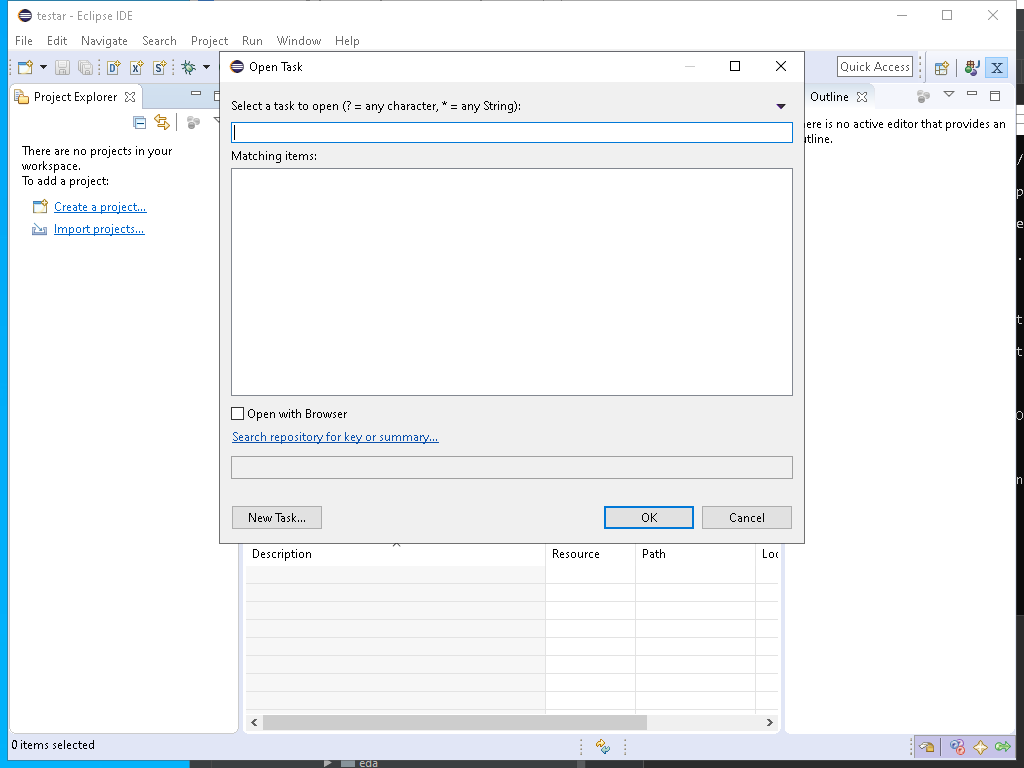 testar - Eclipse IDE
File Edit Navigate Search Project Run Window Help
Quick Access
Project Explorer
There are no projects in your
workspace.
To add a project:
Create a project...
Import projects...
Open Task
Select a task to open (? = any character, * = any String):
Matching items:
Open with Browser
Search repository for key or summary...
New Task...
OK
Cancel
Outline
ere is no active editor that provides an
tline.
Description Resource Path Loc
0 items selected
eda